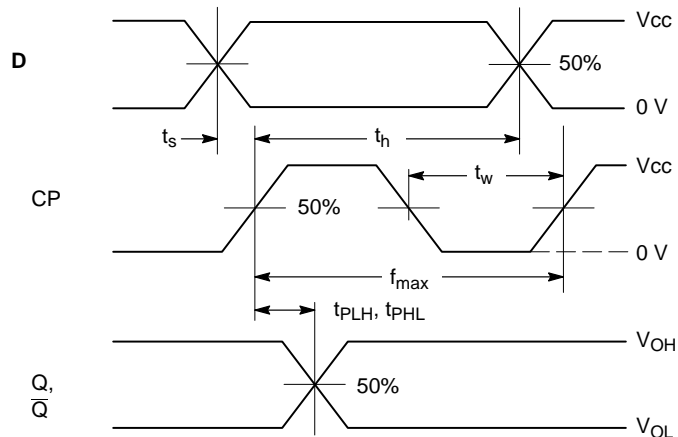 Vcc
D
50%
0 V
ts
th
Vcc
tw
CP
50%
0 V
fmax
tPLH, tPHL
VOH
Q,
Q̅
50%
VOL